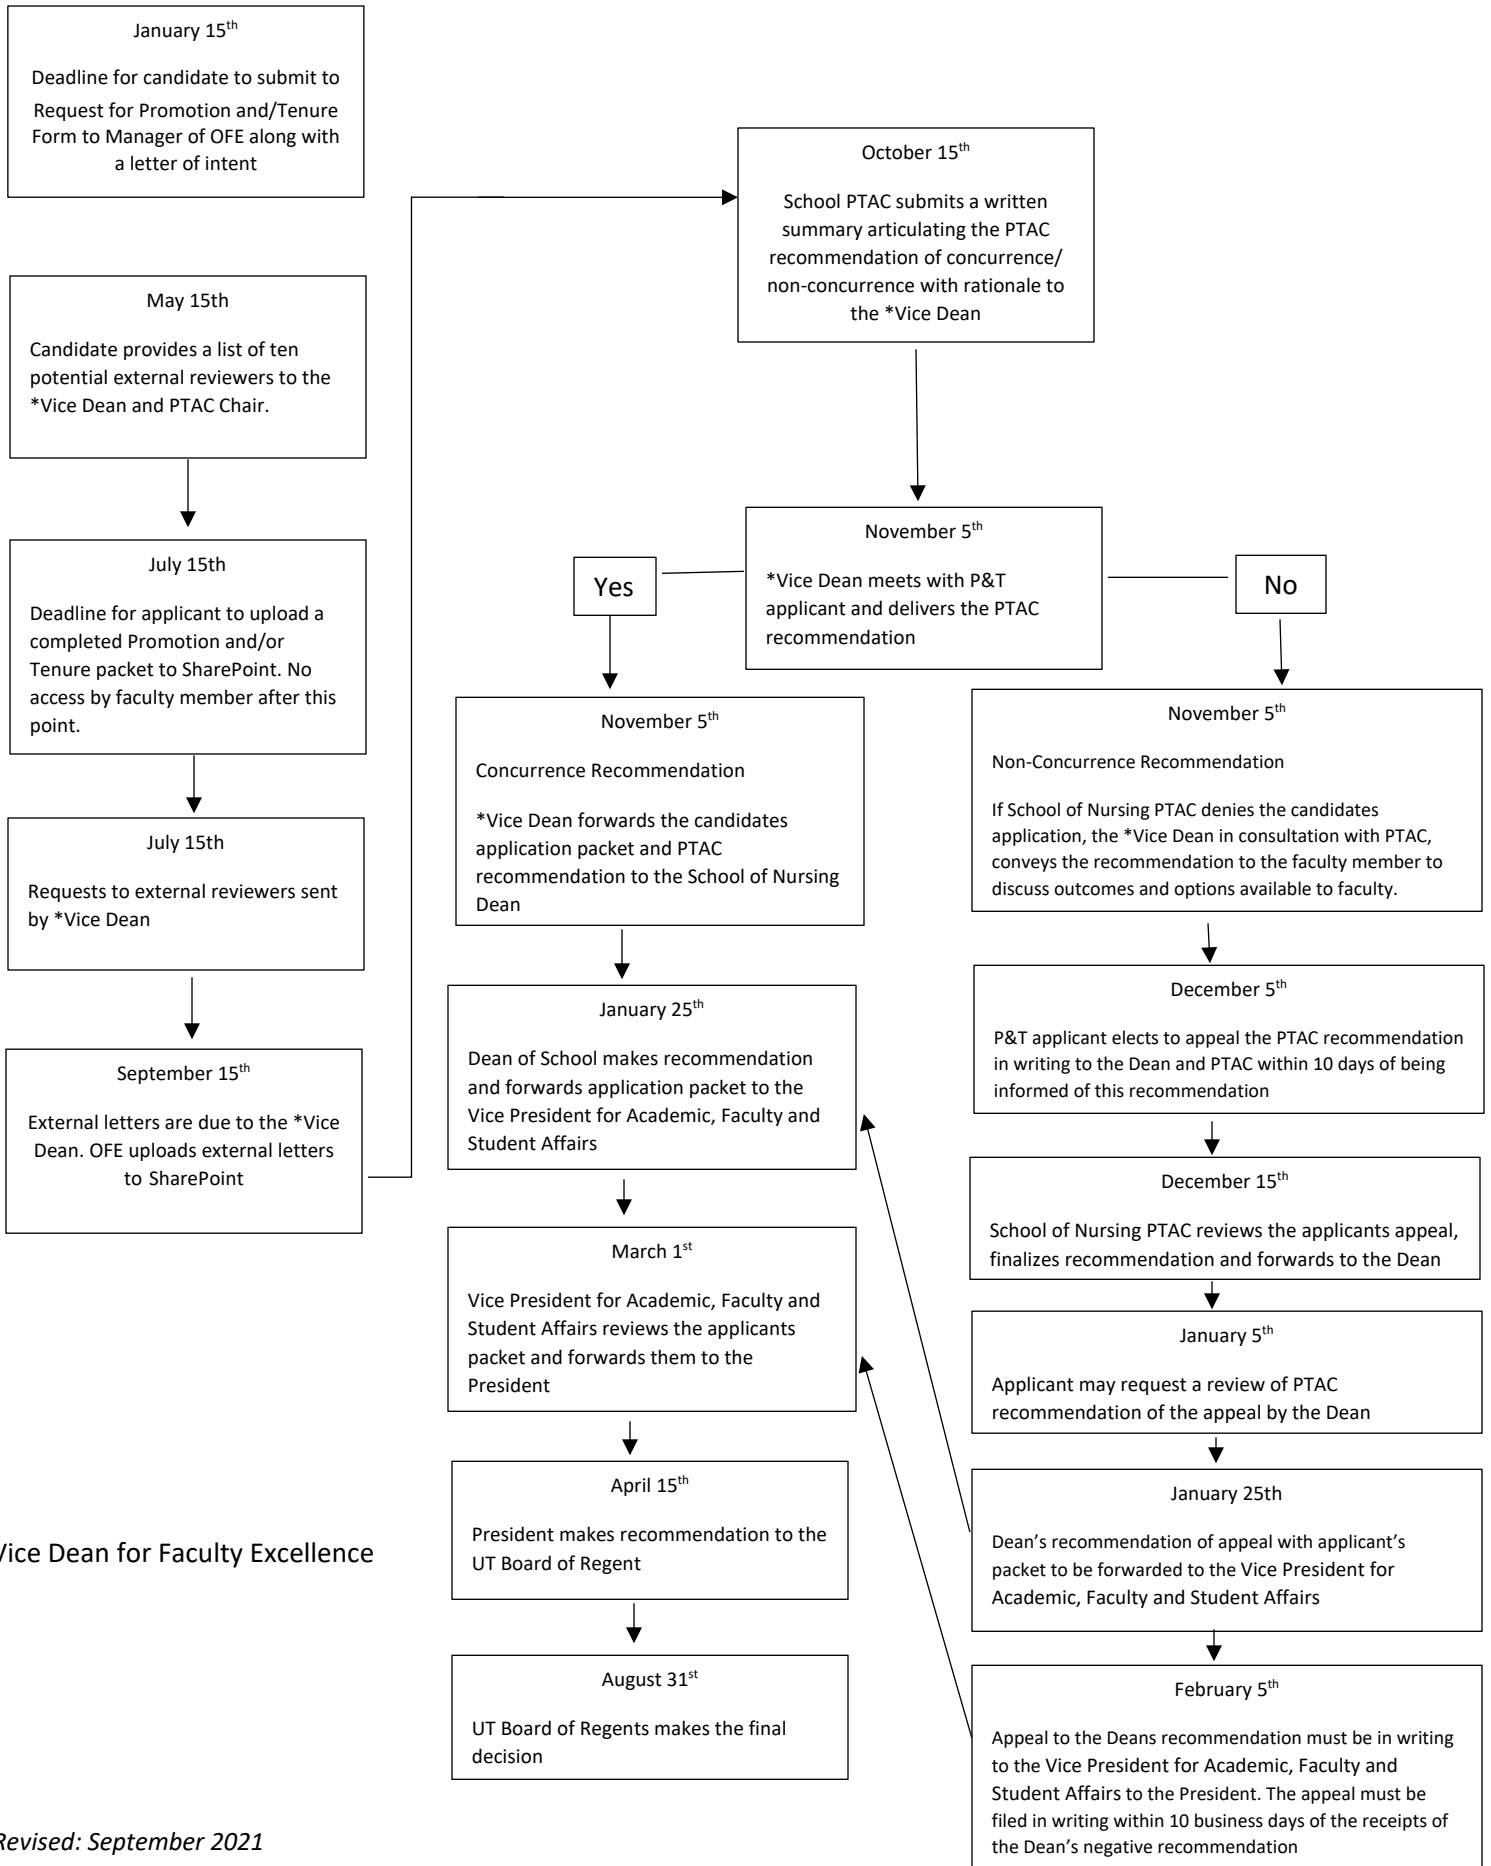 January 15th
Deadline for candidate to submit to
Request for Promotion and/Tenure
Form to Manager of OFE along with
a letter of intent
May 15th
Candidate provides a list of ten
potential external reviewers to the
*Vice Dean and PTAC Chair.
July 15th
Deadline for applicant to upload a
completed Promotion and/or
Tenure packet to SharePoint. No
access by faculty member after this
point.
July 15th
Requests to external reviewers sent
by *Vice Dean
September 15th
External letters are due to the *Vice
Dean. OFE uploads external letters
to SharePoint
October 15th
School PTAC submits a written
summary articulating the PTAC
recommendation of concurrence/
non-concurrence with rationale to
the *Vice Dean
November 5th
*Vice Dean meets with P&T
applicant and delivers the PTAC
recommendation
Yes
No
November 5th
Concurrence Recommendation
*Vice Dean forwards the candidates
application packet and PTAC
recommendation to the School of Nursing
Dean
January 25th
Dean of School makes recommendation
and forwards application packet to the
Vice President for Academic, Faculty and
Student Affairs
March 1st
Vice President for Academic, Faculty and
Student Affairs reviews the applicants
packet and forwards them to the
President
April 15th
President makes recommendation to the
UT Board of Regent
August 31st
UT Board of Regents makes the final
decision
November 5th
Non-Concurrence Recommendation
If School of Nursing PTAC denies the candidates
application, the *Vice Dean in consultation with PTAC,
conveys the recommendation to the faculty member to
discuss outcomes and options available to faculty.
December 5th
P&T applicant elects to appeal the PTAC recommendation
in writing to the Dean and PTAC within 10 days of being
informed of this recommendation
December 15th
School of Nursing PTAC reviews the applicants appeal,
finalizes recommendation and forwards to the Dean
January 5th
Applicant may request a review of PTAC
recommendation of the appeal by the Dean
January 25th
Dean’s recommendation of appeal with applicant’s
packet to be forwarded to the Vice President for
Academic, Faculty and Student Affairs
February 5th
Appeal to the Deans recommendation must be in writing
to the Vice President for Academic, Faculty and
Student Affairs to the President. The appeal must be
filed in writing within 10 business days of the receipts of
the Dean’s negative recommendation
Vice Dean for Faculty Excellence
Revised: September 2021